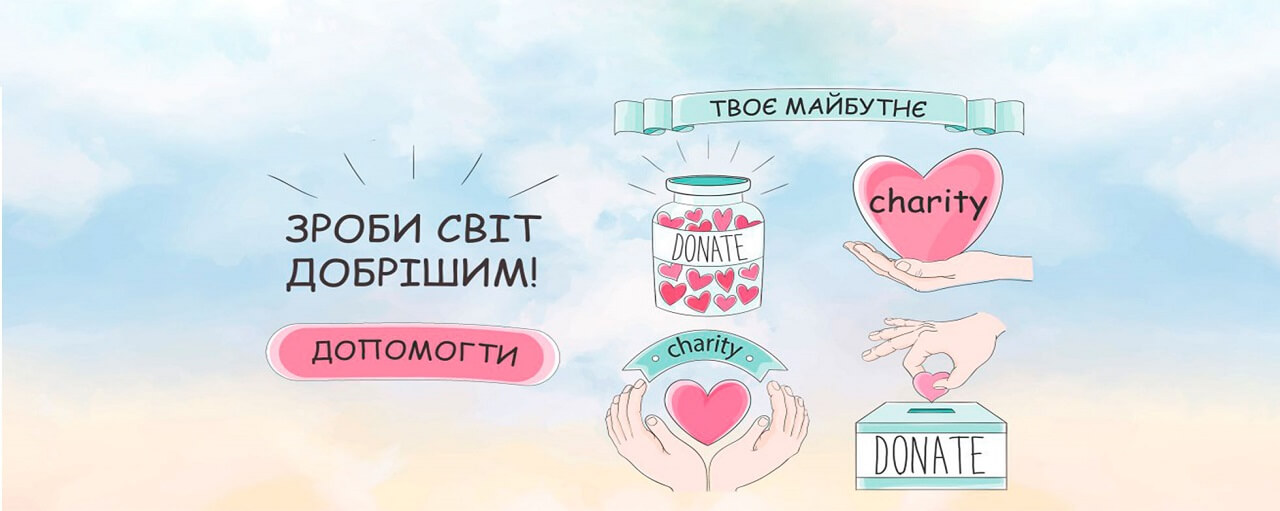 ЗРОБИ СВІТ
ДОБРІШИМ!
ДОПОМОГТИ
ТВОЄ МАЙБУТНЄ
DONATE
charity
charity
DONATE